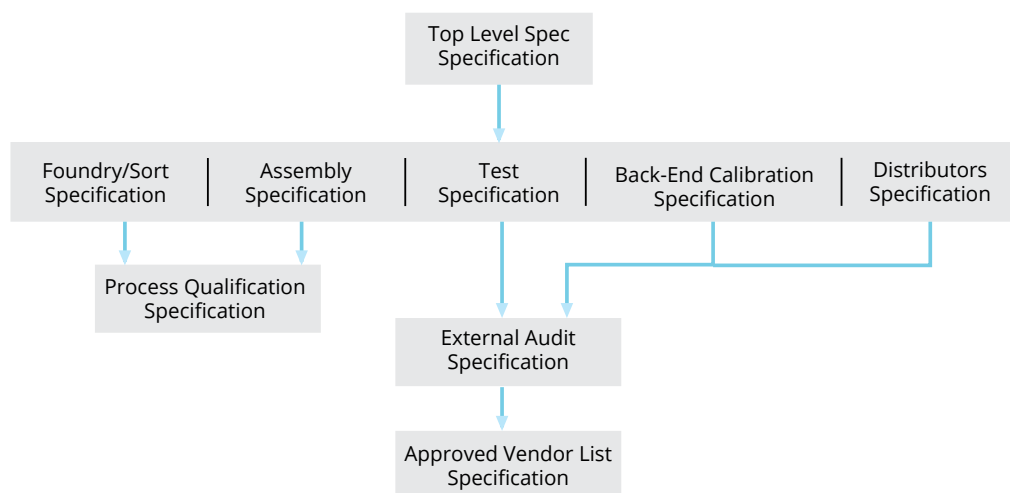 Top Level Spec
Specification
Foundry/Sort
Specification
Assembly
Specification
Test
Specification
Back-End Calibration
Specification
Distributors
Specification
Process Qualification
Specification
External Audit
Specification
Approved Vendor List
Specification